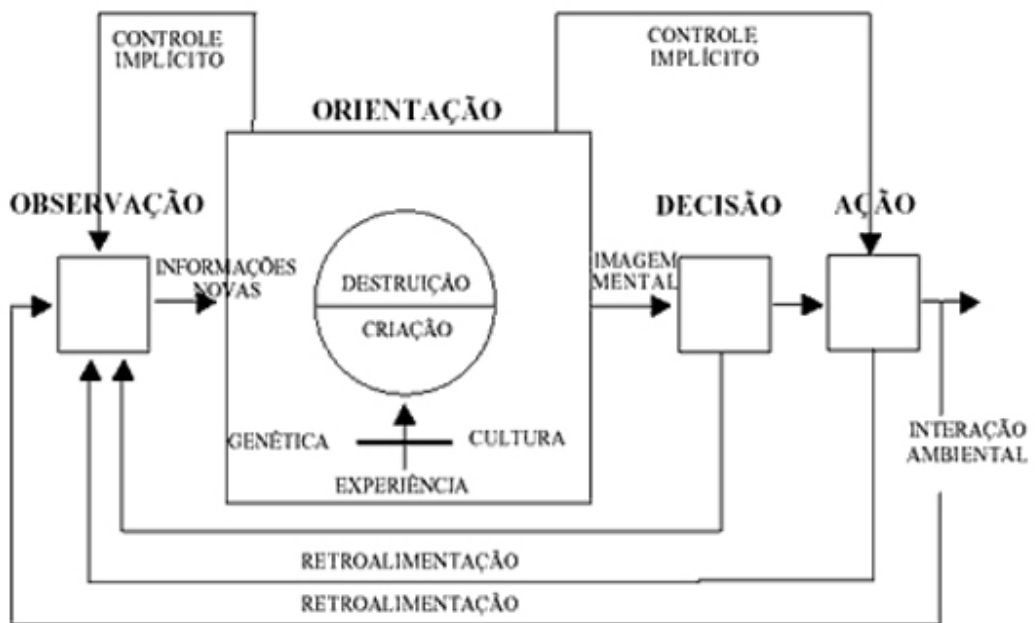 CONTROLE
IMPLÍCITO
CONTROLE
IMPLÍCITO
ORIENTAÇÃO
OBSERVAÇÃO
DECISÃO
AÇÃO
INFORMAÇÕES
NOVAS
DESTRUIÇÃO
CRIAÇÃO
IMAGEM
MENTAL
GENÉTICA
CULTURA
EXPERIÊNCIA
INTERAÇÃO
AMBIENTAL
RETROALIMENTAÇÃO
RETROALIMENTAÇÃO